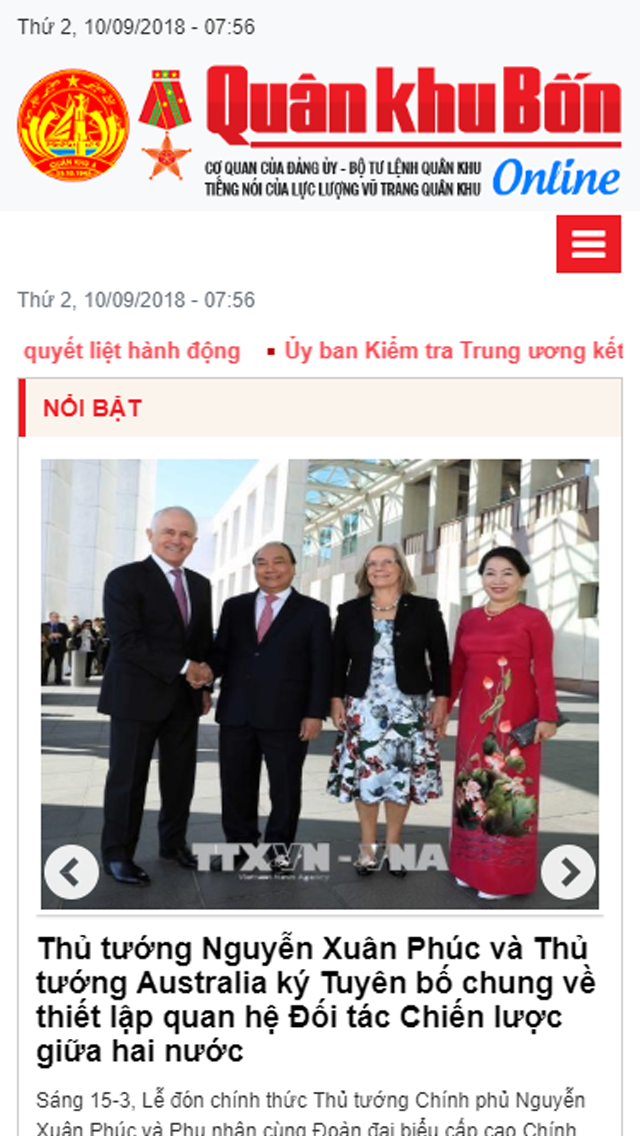 Thứ 2, 10/09/2018 - 07:56
Quân khu Bốn
CƠ QUAN CỦA ĐẢNG ỦY - BỘ TƯ LỆNH QUÂN KHU
TIẾNG NÓI CỦA LỰC LƯỢNG VŨ TRANG QUÂN KHU
Online
QUÂN KHU 4
Thứ 2, 10/09/2018 - 07:56
quyết liệt hành động ▪ Ủy ban Kiểm tra Trung ương kết
NỔI BẬT
TTXVN - VNA
Vietnam News Agency
Thủ tướng Nguyễn Xuân Phúc và Thủ
tướng Australia ký Tuyên bố chung về
thiết lập quan hệ Đối tác Chiến lược
giữa hai nước
Sáng 15-3, Lễ đón chính thức Thủ tướng Chính phủ Nguyễn
Xuân Phúc và Phu nhân cùng Đoàn đại biểu cấp cao Chính